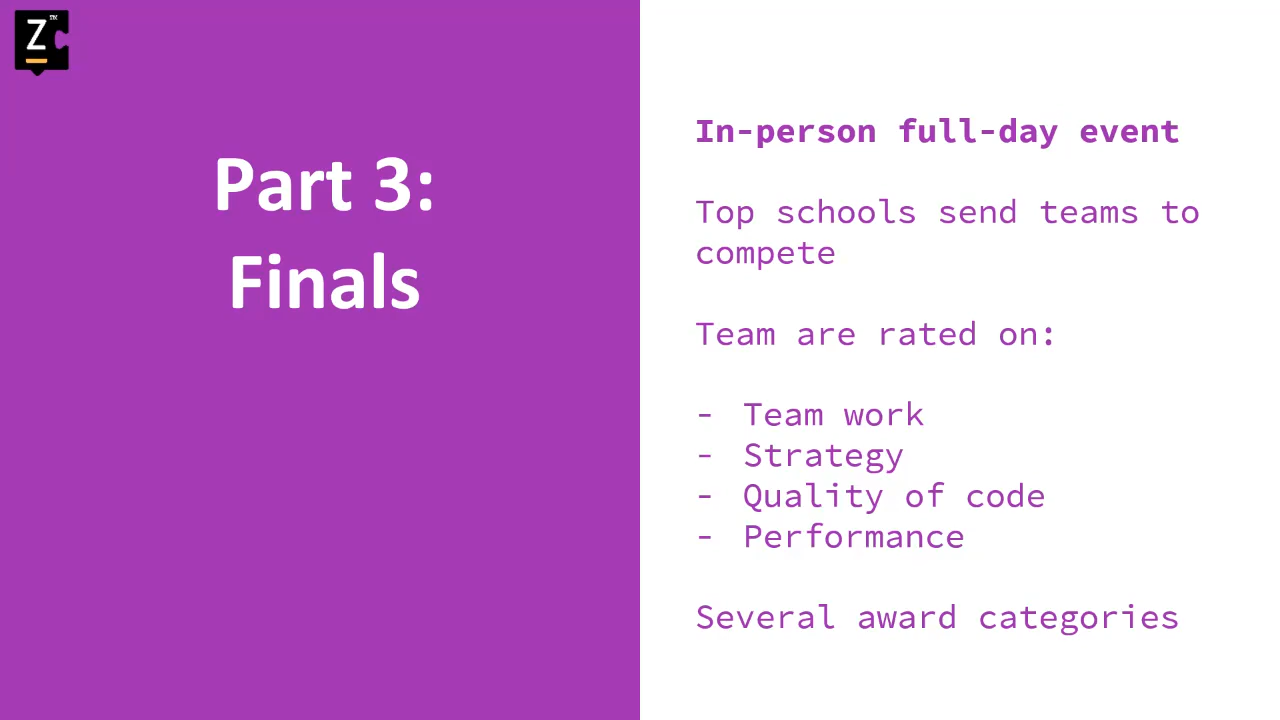 Z™
Part 3:
Finals
In-person full-day event
Top schools send teams to
compete
Team are rated on:
- Team work
- Strategy
- Quality of code
- Performance
Several award categories